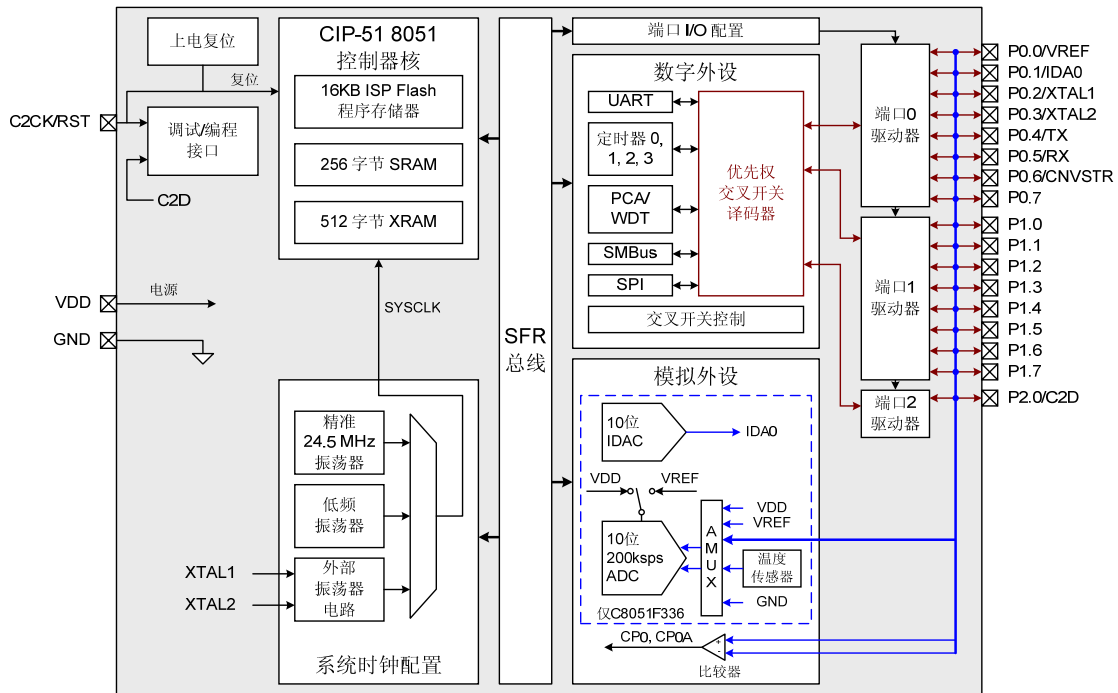 上电复位
复位
C2CK/RST
调试/编程
接口
C2D
VDD
电源
GND
CIP-51 8051
控制器核
16KB ISP Flash
程序存储器
256 字节 SRAM
512 字节 XRAM
SYSCLK
精准
24.5 MHz
振荡器
低频
振荡器
外部
振荡器
电路
XTAL1
XTAL2
系统时钟配置
SFR
总线
端口 I/O 配置
数字外设
UART
定时器 0,
1, 2, 3
PCA/
WDT
SMBus
SPI
优先权
交叉开关
译码器
交叉开关控制
模拟外设
10位
IDAC
IDA0
VDD
VREF
10位
200ksps
ADC
A
M
U
X
VDD
VREF
温度
传感器
GND
仅C8051F336
CP0, CP0A
+
-
比较器
端口0
驱动器
端口1
驱动器
端口2
驱动器
P0.0/VREF
P0.1/IDA0
P0.2/XTAL1
P0.3/XTAL2
P0.4/TX
P0.5/RX
P0.6/CNVSTR
P0.7
P1.0
P1.1
P1.2
P1.3
P1.4
P1.5
P1.6
P1.7
P2.0/C2D